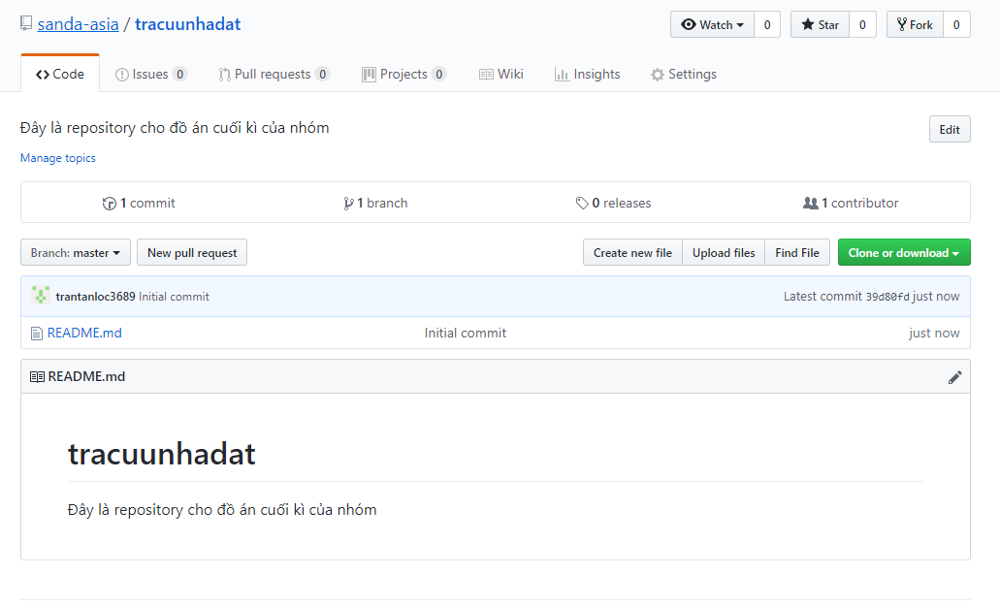 sanda-asia / tracuunhadat Watch 0 Star 0 Fork 0
Code Issues 0 Pull requests 0 Projects 0 Wiki Insights Settings
Đây là repository cho đồ án cuối kì của nhóm Edit
Manage topics
1 commit 1 branch 0 releases 1 contributor
Branch: master New pull request Create new file Upload files Find File Clone or download
trantanloc3689 Initial commit Latest commit 39d80fd just now
README.md Initial commit just now
README.md
tracuunhadat
Đây là repository cho đồ án cuối kì của nhóm